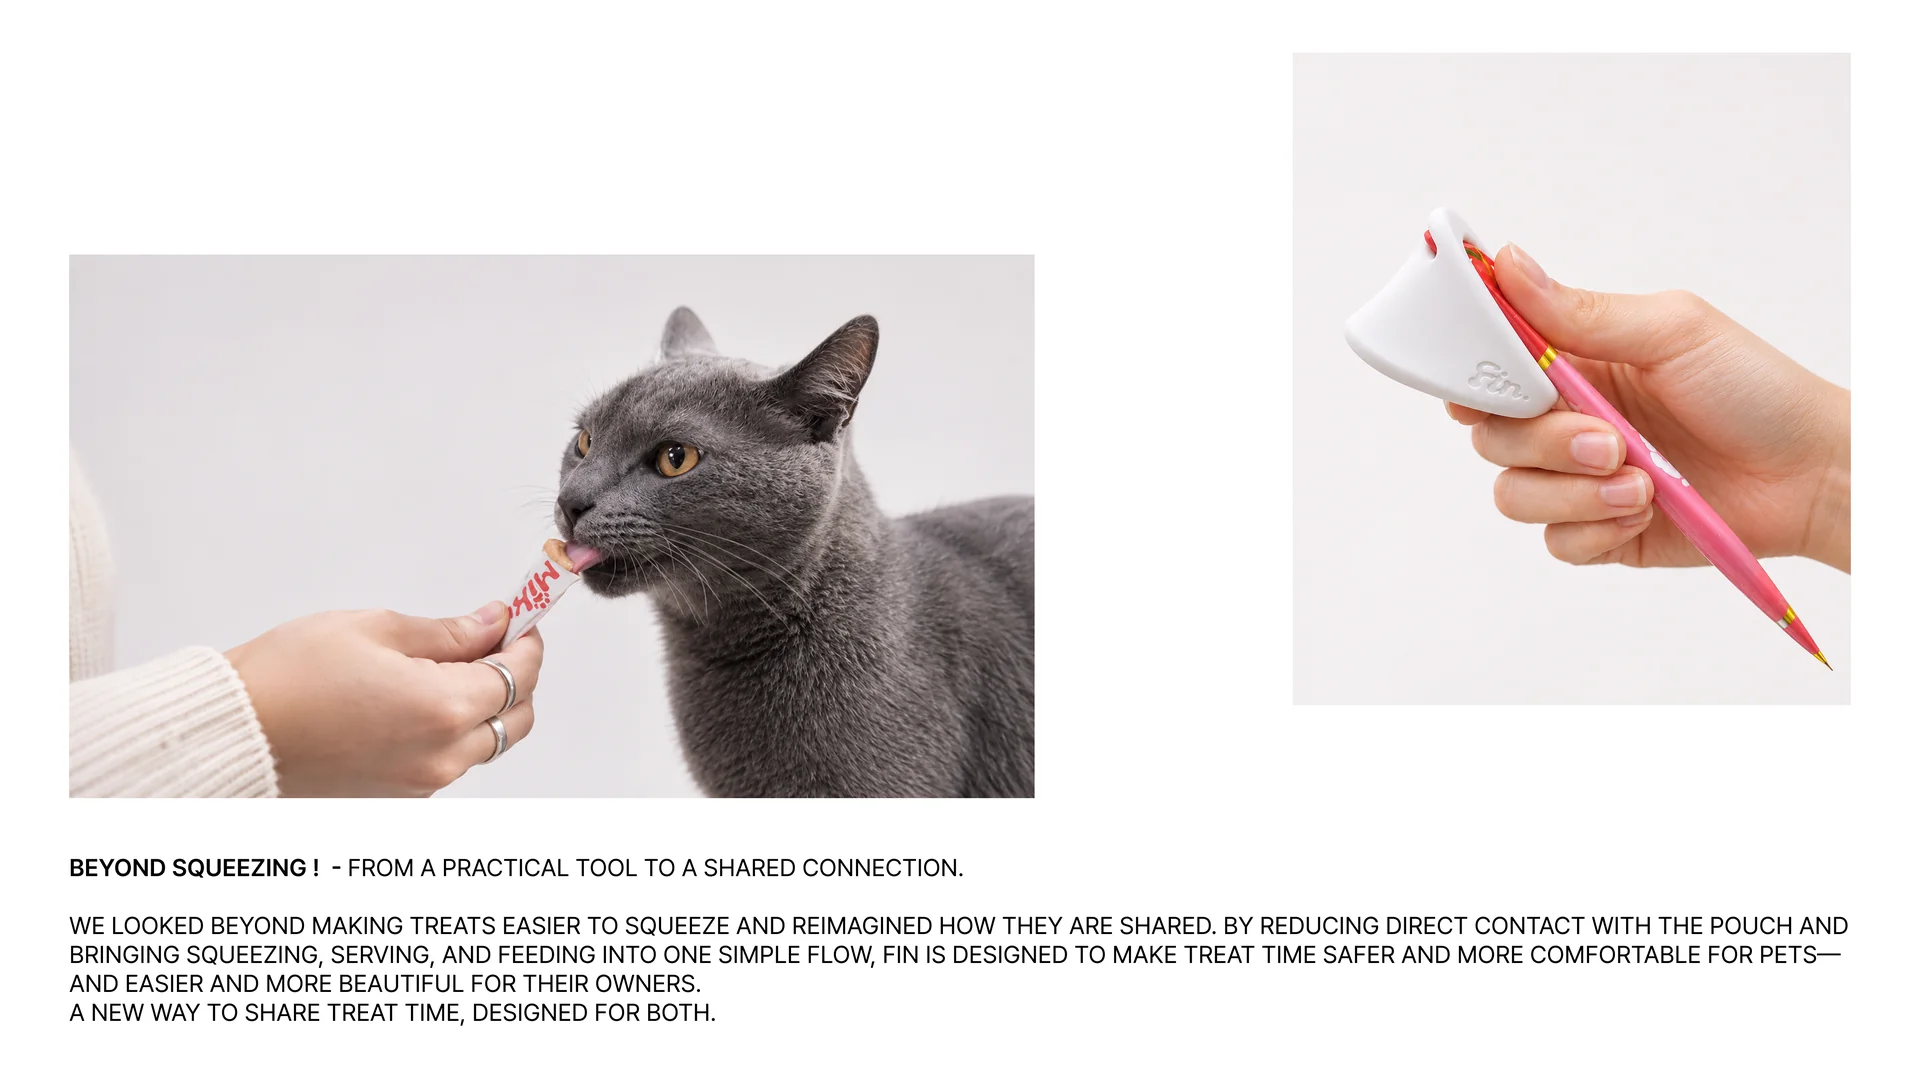 Mik
Fin.
BEYOND SQUEEZING ! - FROM A PRACTICAL TOOL TO A SHARED CONNECTION.
WE LOOKED BEYOND MAKING TREATS EASIER TO SQUEEZE AND REIMAGINED HOW THEY ARE SHARED. BY REDUCING DIRECT CONTACT WITH THE POUCH AND
BRINGING SQUEEZING, SERVING, AND FEEDING INTO ONE SIMPLE FLOW, FIN IS DESIGNED TO MAKE TREAT TIME SAFER AND MORE COMFORTABLE FOR PETS—
AND EASIER AND MORE BEAUTIFUL FOR THEIR OWNERS.
A NEW WAY TO SHARE TREAT TIME, DESIGNED FOR BOTH.